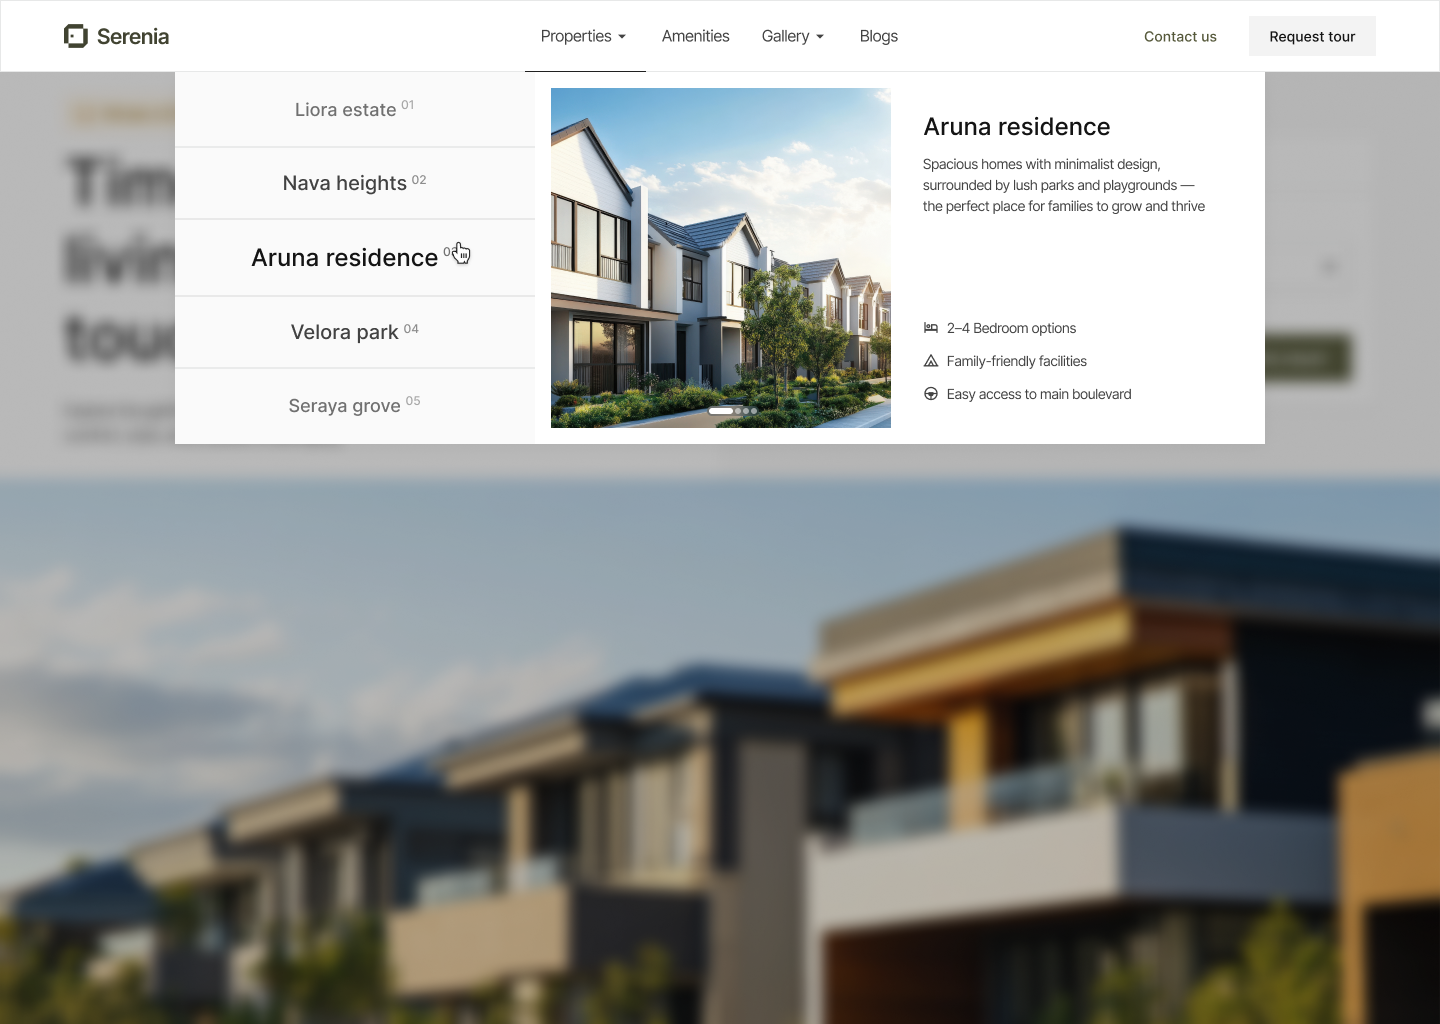 Serenia
Properties
Amenities
Gallery
Blogs
Contact us
Request tour
Liora estate 01
Nava heights 02
Aruna residence
Velora park 04
Seraya grove 05
Aruna residence
Spacious homes with minimalist design,
surrounded by lush parks and playgrounds —
the perfect place for families to grow and thrive
2–4 Bedroom options
Family-friendly facilities
Easy access to main boulevard
Tim
livin
touc